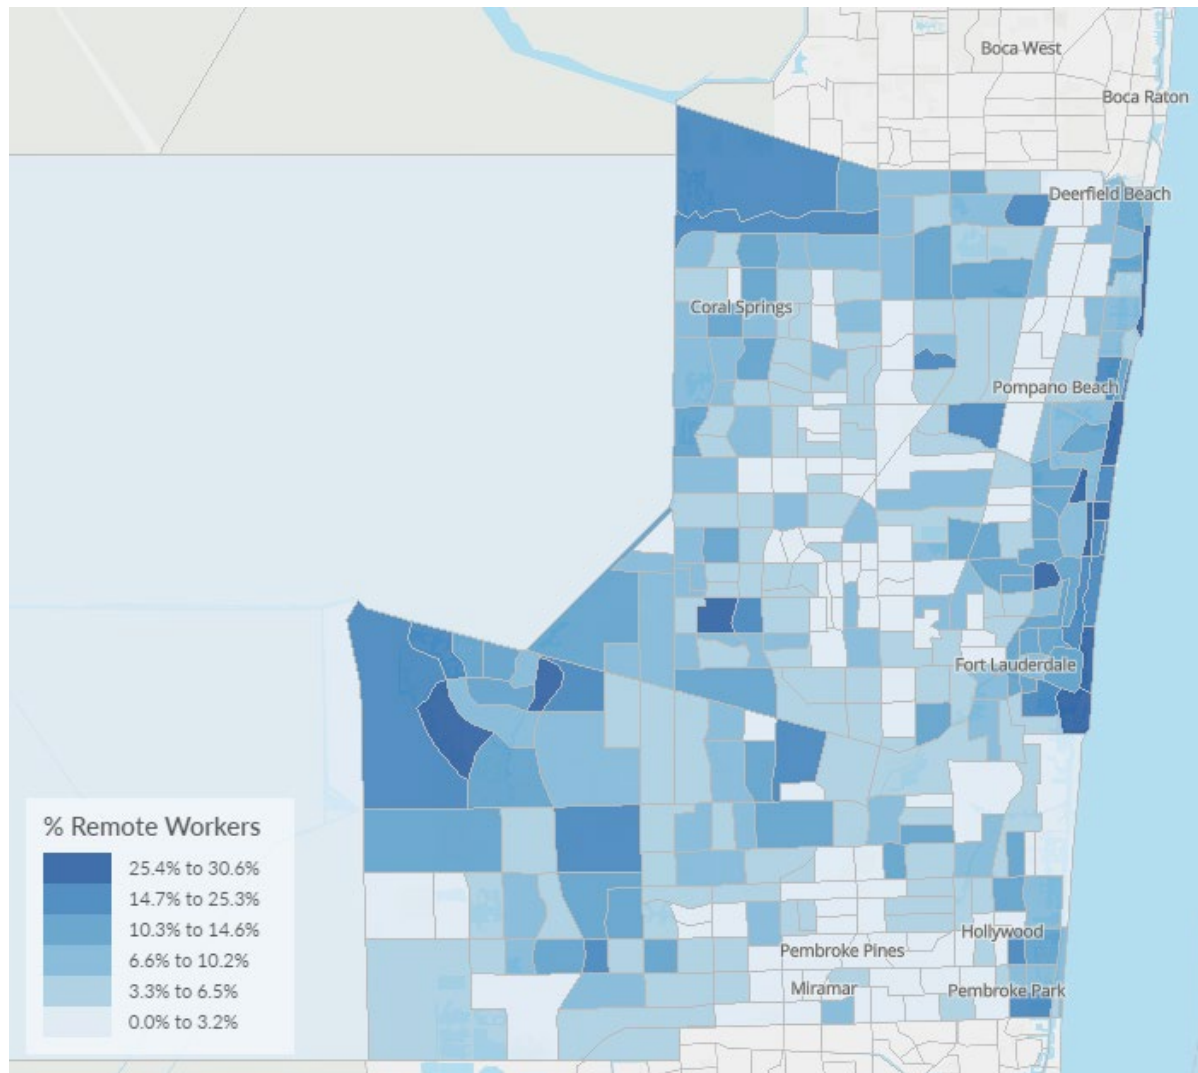 Boca West
Boca Raton
Deerfield Beach
Coral Springs
Pompano Beach
Fort Lauderdale
Hollywood
Pembroke Pines
Miramar
Pembroke Park
% Remote Workers
25.4% to 30.6%
14.7% to 25.3%
10.3% to 14.6%
6.6% to 10.2%
3.3% to 6.5%
0.0% to 3.2%